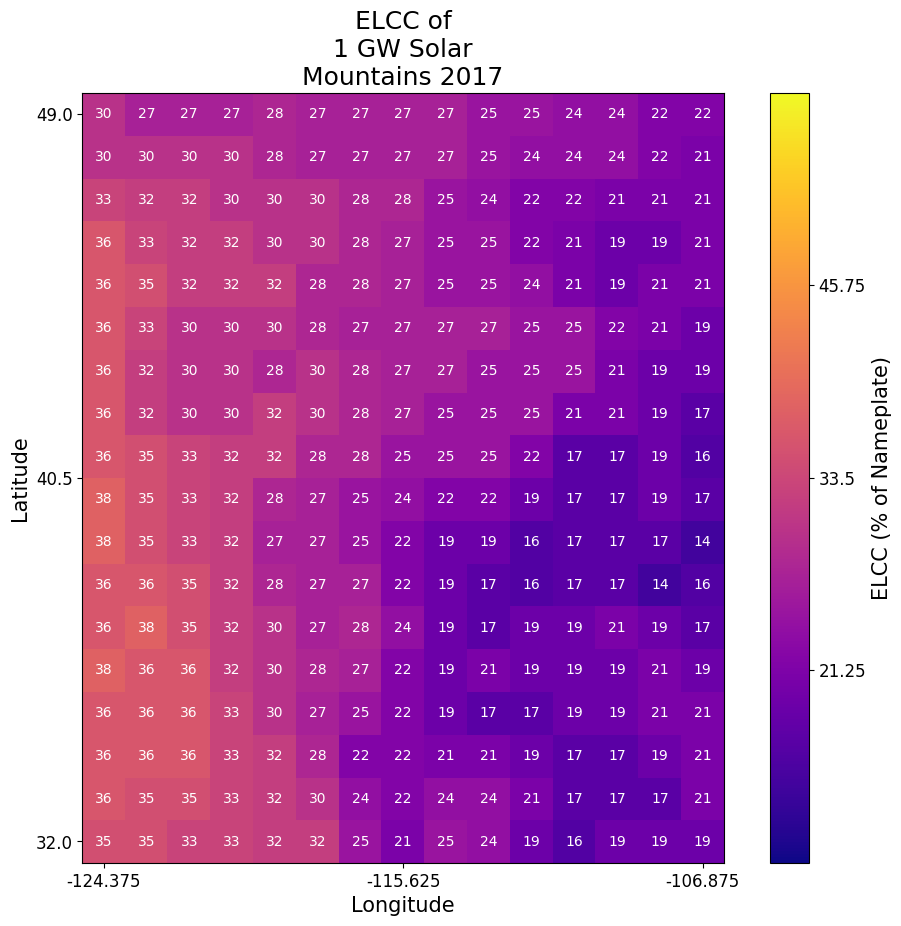 ELCC of
1 GW Solar
Mountains 2017
49.0 30 27 27 27 28 27 27 27 27 25 25 24 24 22 22
30 30 30 30 28 27 27 27 27 25 24 24 24 22 21
33 32 32 30 30 30 28 28 25 24 22 22 21 21 21
36 33 32 32 30 30 28 27 25 25 22 21 19 19 21
36 35 32 32 32 28 28 27 25 25 24 21 19 21 21
45.75
36 33 30 30 30 28 27 27 27 27 25 25 22 21 19
36 32 30 30 28 30 28 27 27 25 25 25 21 19 19
36 32 30 30 32 30 28 27 25 25 25 21 21 19 17
36 35 33 32 32 28 28 25 25 25 22 17 17 19 16
40.5
33.5
38 35 33 32 28 27 25 24 22 22 19 17 17 19 17
38 35 33 32 27 27 25 22 19 19 16 17 17 17 14
36 36 35 32 28 27 27 22 19 17 16 17 17 14 16
36 38 35 32 30 27 28 24 19 17 19 19 21 19 17
38 36 36 32 30 28 27 22 19 21 19 19 19 21 19
21.25
36 36 36 33 30 27 25 22 19 17 17 19 19 21 21
36 36 36 33 32 28 22 22 21 21 19 17 17 19 21
36 35 35 33 32 30 24 22 24 24 21 17 17 17 21
32.0 35 35 33 33 32 32 25 21 25 24 19 16 19 19 19
-124.375 -115.625 -106.875
Longitude
Latitude
ELCC (% of Nameplate)